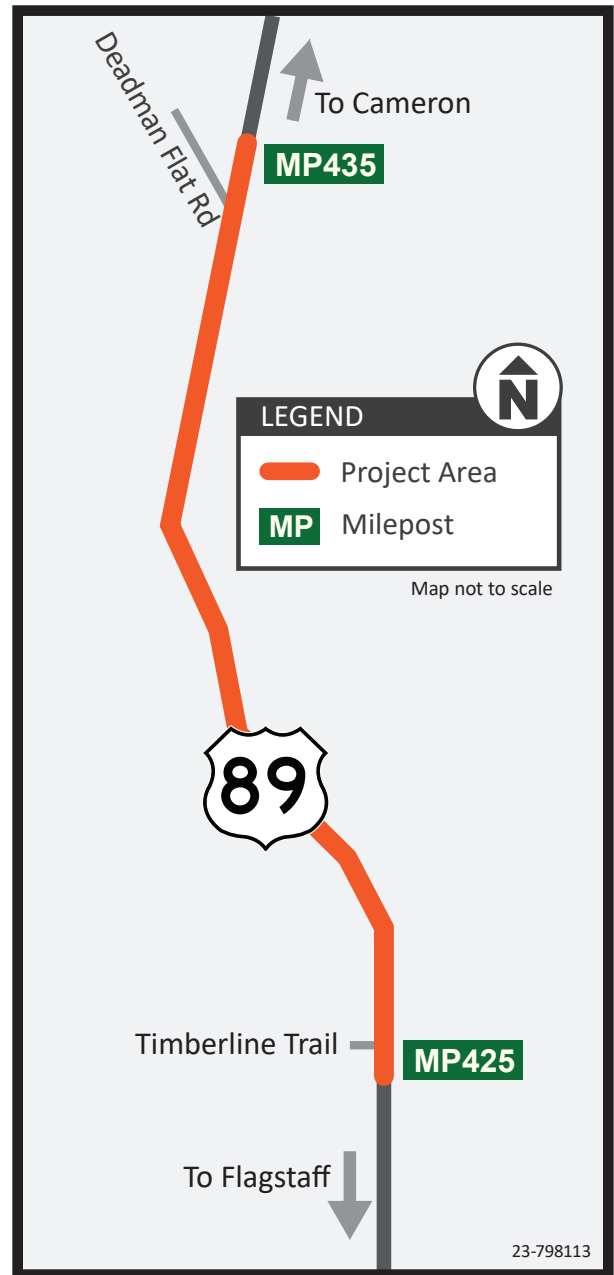 Deadman Flat Rd
To Cameron
MP435
N
LEGEND
Project Area
MP Milepost
Map not to scale
89
Timberline Trail
MP425
To Flagstaff
23-798113